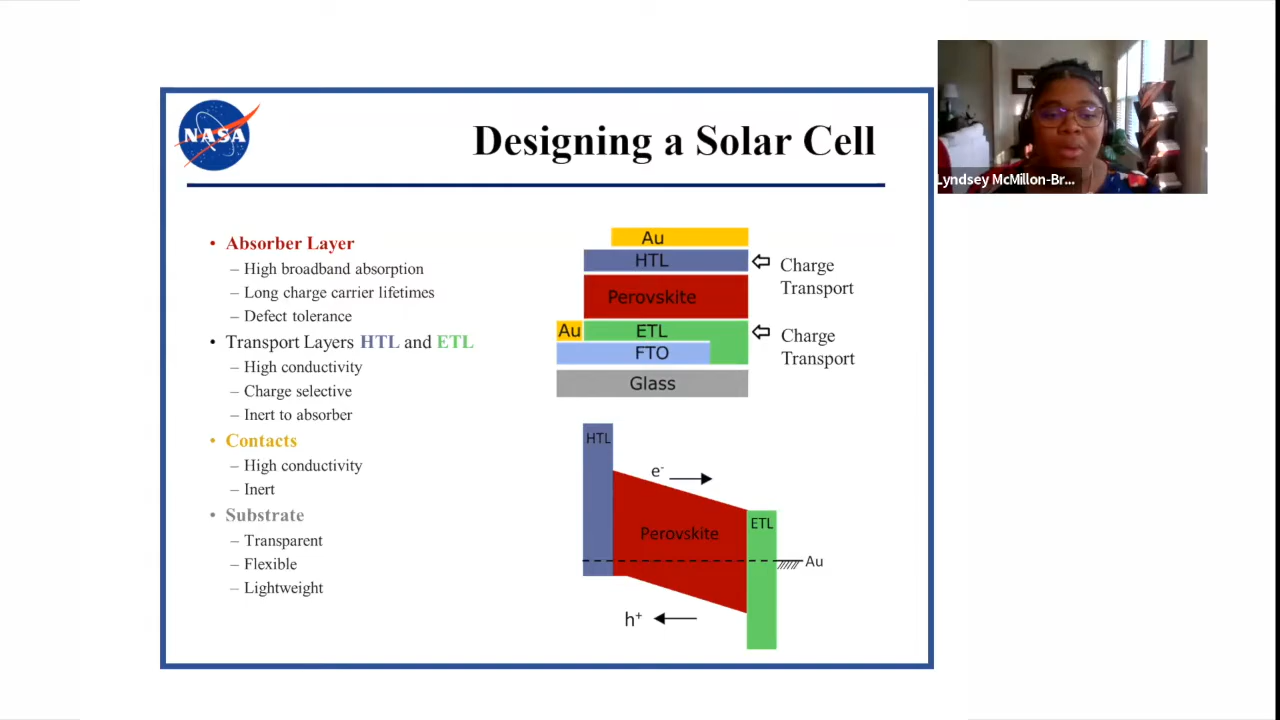 NASA
Designing a Solar Cell
Lyndsey McMillon-Br...
• Absorber Layer
– High broadband absorption
– Long charge carrier lifetimes
– Defect tolerance
• Transport Layers HTL and ETL
– High conductivity
– Charge selective
– Inert to absorber
• Contacts
– High conductivity
– Inert
• Substrate
– Transparent
– Flexible
– Lightweight
Au
HTL
Charge
Transport
Perovskite
Au
ETL
Charge
Transport
FTO
Glass
HTL
e-
Perovskite
ETL
Au
h+